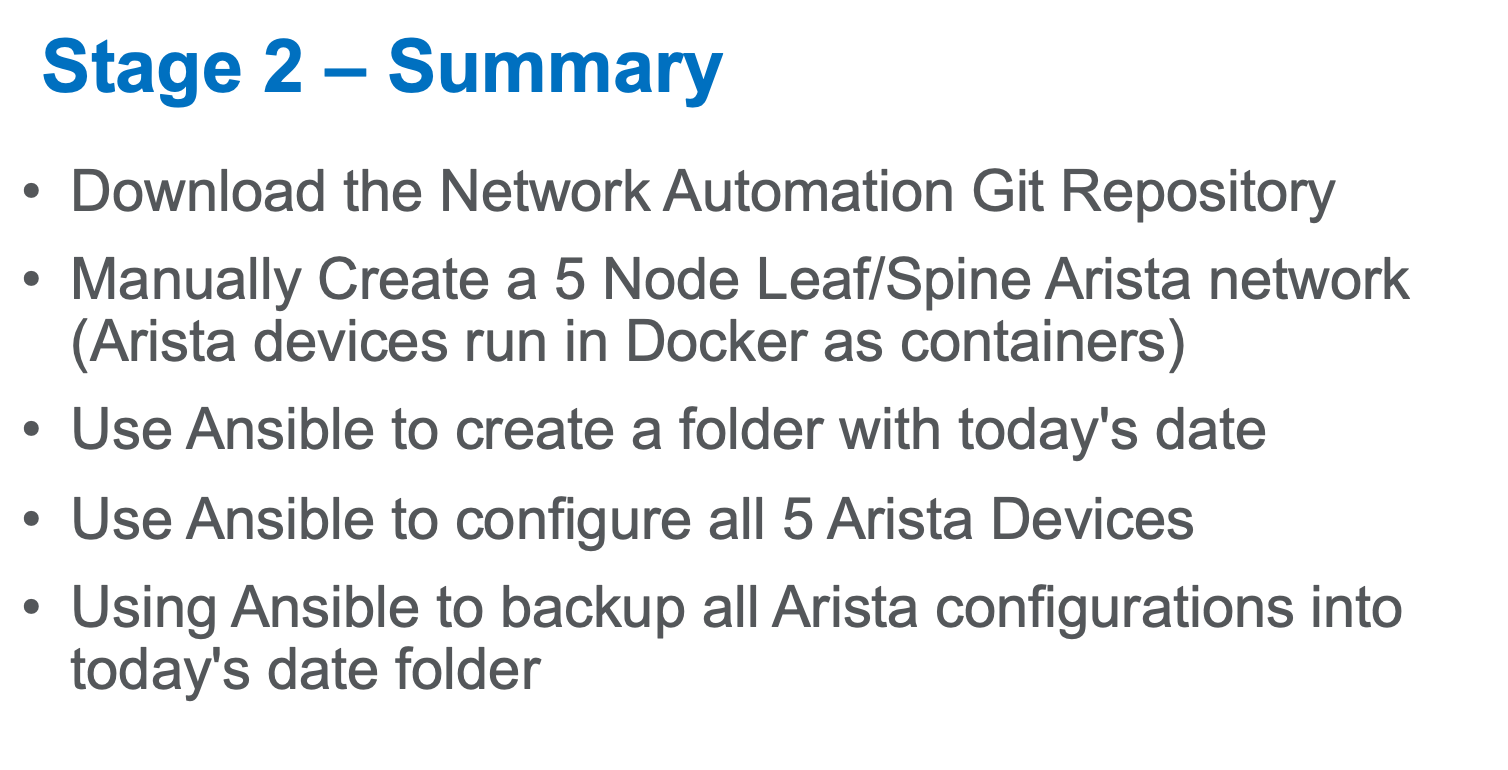 Stage 2 – Summary
• Download the Network Automation Git Repository
• Manually Create a 5 Node Leaf/Spine Arista network
(Arista devices run in Docker as containers)
• Use Ansible to create a folder with today's date
• Use Ansible to configure all 5 Arista Devices
• Using Ansible to backup all Arista configurations into
today's date folder